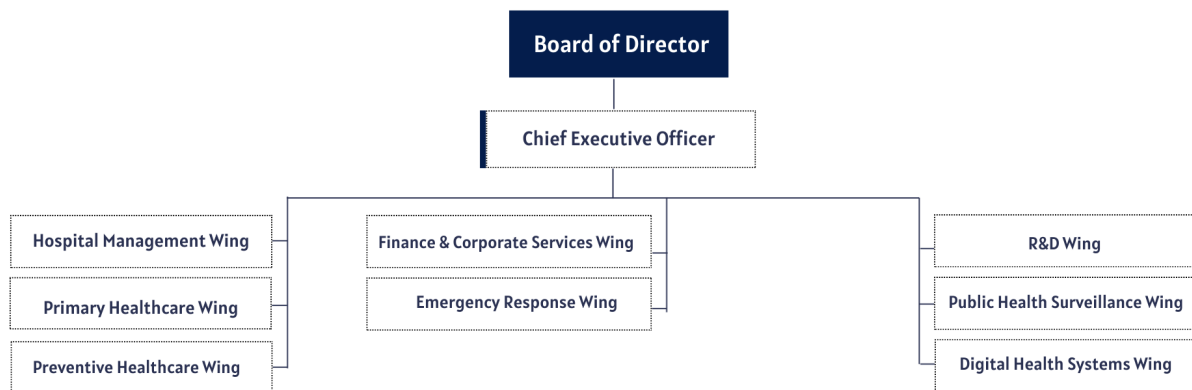 Board of Director
Chief Executive Officer
Hospital Management Wing
Primary Healthcare Wing
Preventive Healthcare Wing
Finance & Corporate Services Wing
Emergency Response Wing
R&D Wing
Public Health Surveillance Wing
Digital Health Systems Wing